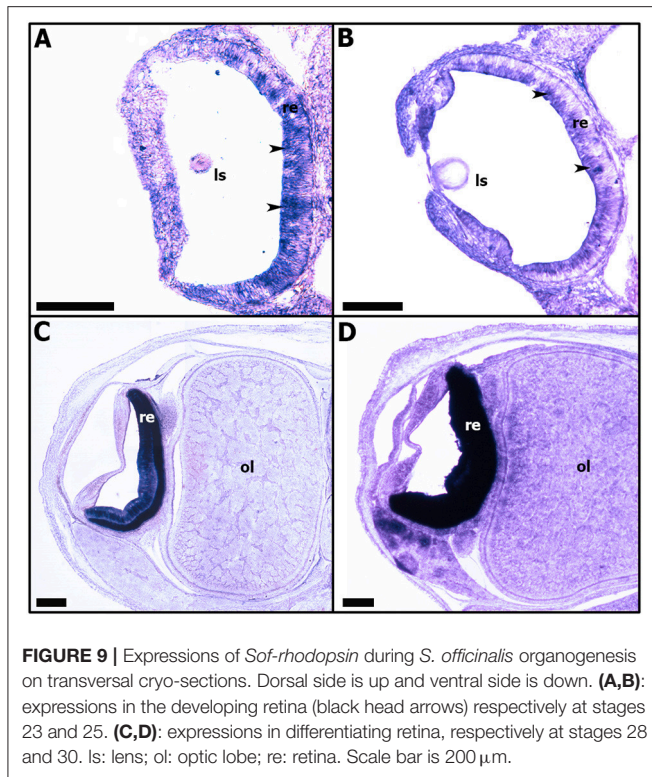 A
B
re
re
ls
ls
C
D
re
re
ol
ol
FIGURE 9 | Expressions of Sof-rhodopsin during S. officinalis organogenesis
on transversal cryo-sections. Dorsal side is up and ventral side is down. (A,B):
expressions in the developing retina (black head arrows) respectively at stages
23 and 25. (C,D): expressions in differentiating retina, respectively at stages 28
and 30. ls: lens; ol: optic lobe; re: retina. Scale bar is 200 μm.